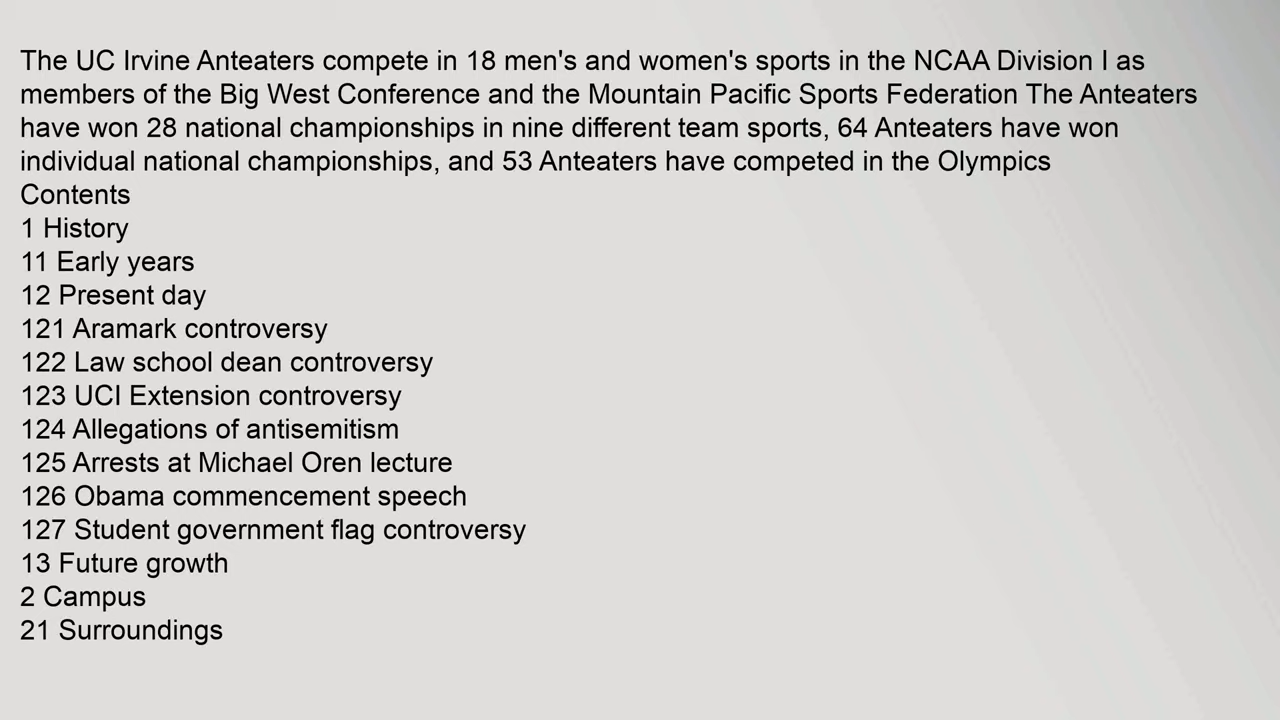 The UC Irvine Anteaters compete in 18 men's and women's sports in the NCAA Division I as
members of the Big West Conference and the Mountain Pacific Sports Federation The Anteaters
have won 28 national championships in nine different team sports, 64 Anteaters have won
individual national championships, and 53 Anteaters have competed in the Olympics
Contents
1 History
11 Early years
12 Present day
121 Aramark controversy
122 Law school dean controversy
123 UCI Extension controversy
124 Allegations of antisemitism
125 Arrests at Michael Oren lecture
126 Obama commencement speech
127 Student government flag controversy
13 Future growth
2 Campus
21 Surroundings